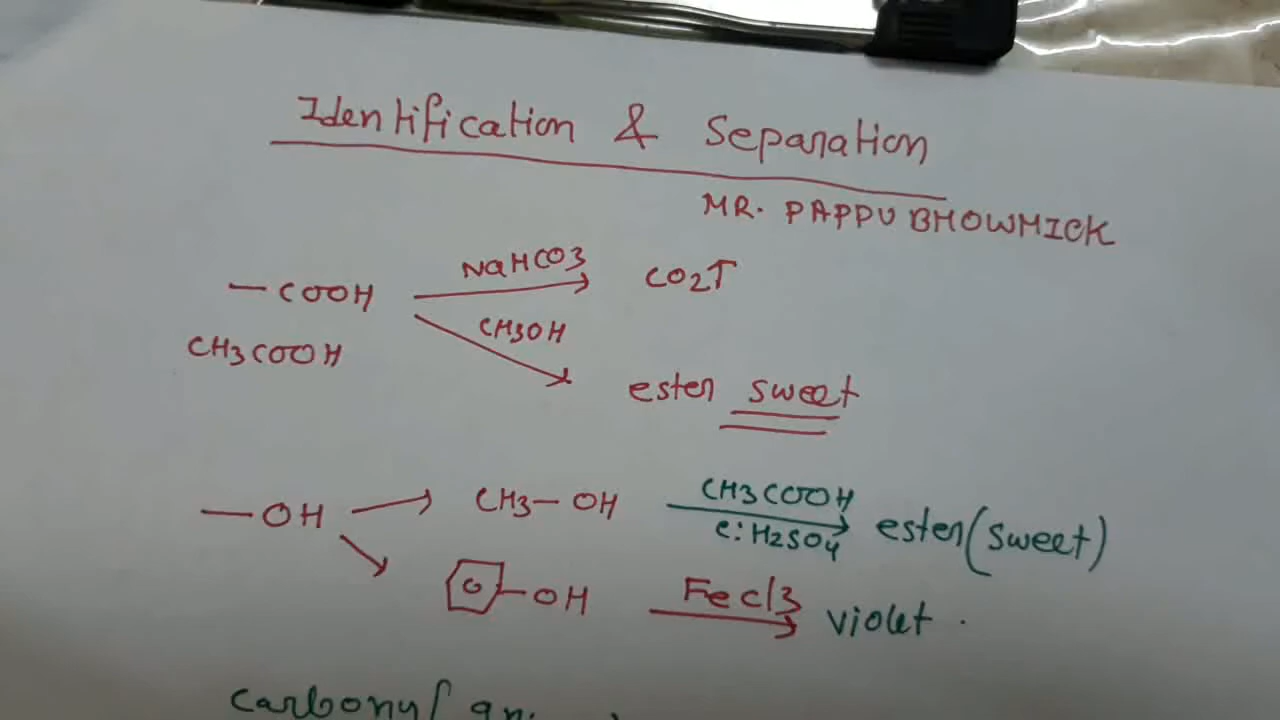 Identification & Separation
MR. PAPPU BHOWMICK
—COOH NaHCO3 CO2↑
CH3COOH CH3OH ester sweet
—OH CH3—OH CH3COOH c:H2SO4 ester (sweet)
—OH FeCl3 violet.
carbonyl